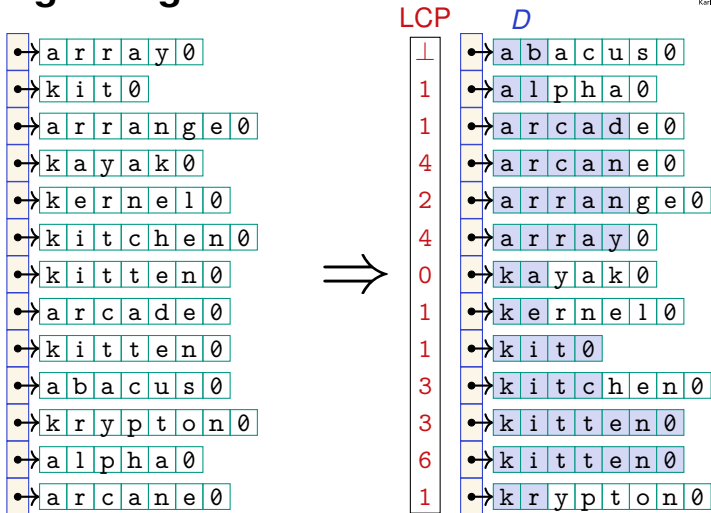 LCP D
array0 ⇒ ⊥ abacus0
kit0 1 alpha0
arrange0 1 arcade0
kayak0 4 arcane0
kernel0 2 arrange0
kitchen0 4 array0
kitten0 0 kayak0
arcade0 1 kernel0
kitten0 1 kit0
abacus0 3 kitchen0
krypton0 3 kitten0
alpha0 6 kitten0
arcane0 1 krypton0